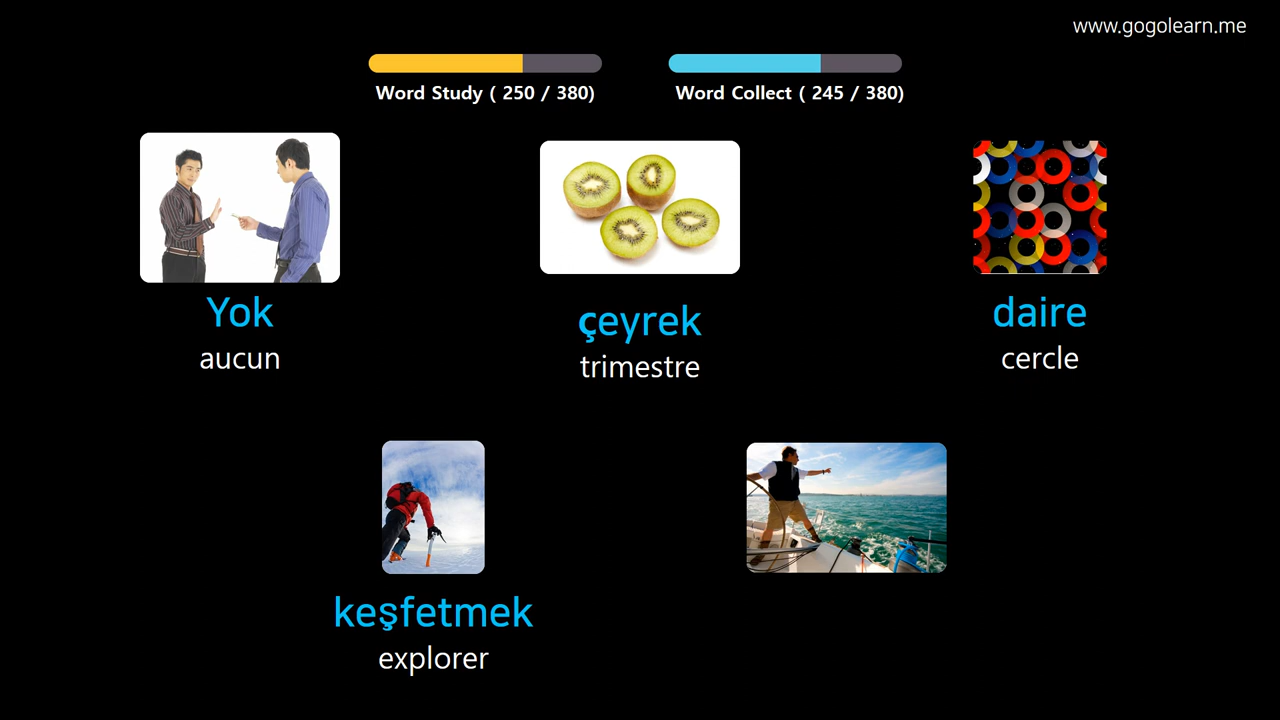 www.gogolearn.me
Word Study ( 250 / 380)
Word Collect ( 245 / 380)
Yok
aucun
çeyrek
trimestre
daire
cercle
keşfetmek
explorer